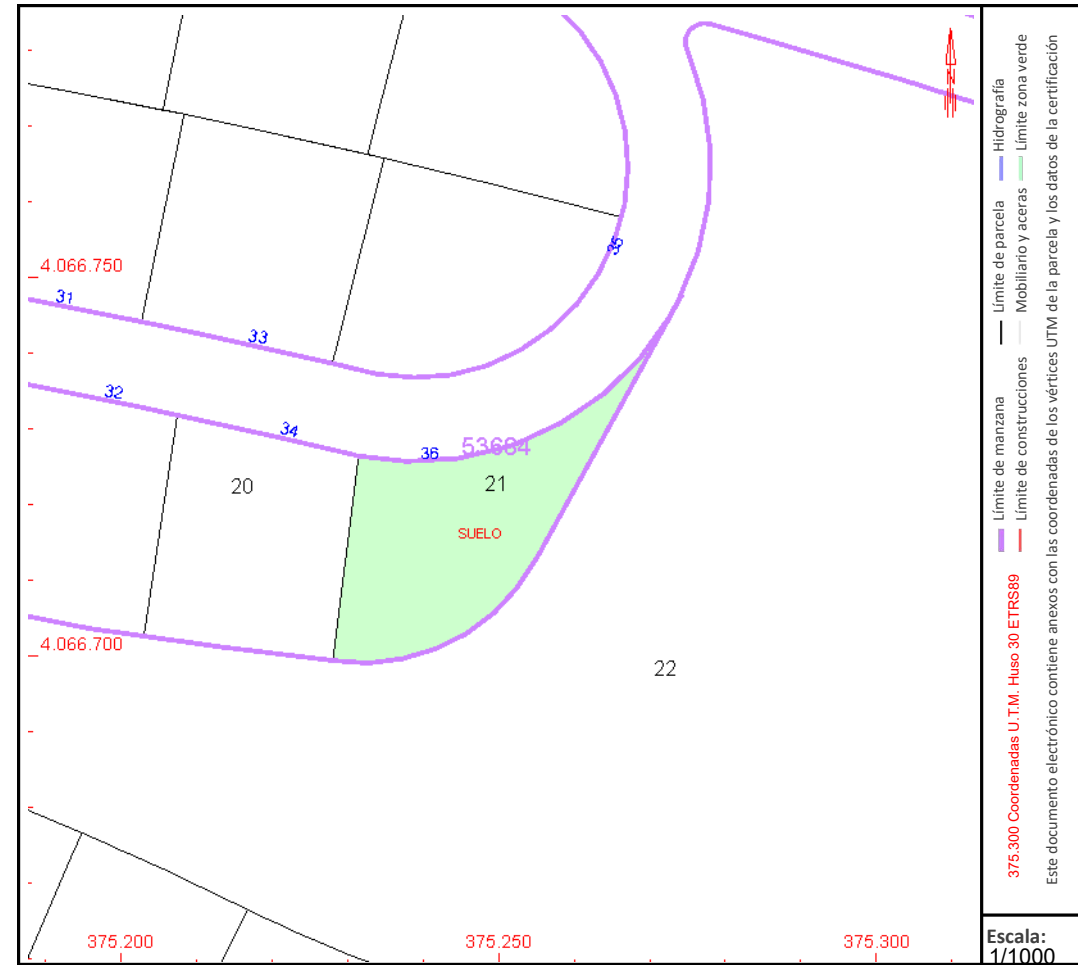 35
4.066.750
31
33
32
34
36
53684
20
21
SUELO
4.066.700
22
375.200
375.250
375.300
N
Límite de manzana
Límite de parcela
Hidrografía
Límite de construcciones
Mobiliario y aceras
Límite zona verde
375.300 Coordenadas U.T.M. Huso 30 ETRS89
Este documento electrónico contiene anexos con las coordenadas de los vértices UTM de la parcela y los datos de la certificación
Escala:
1/1000